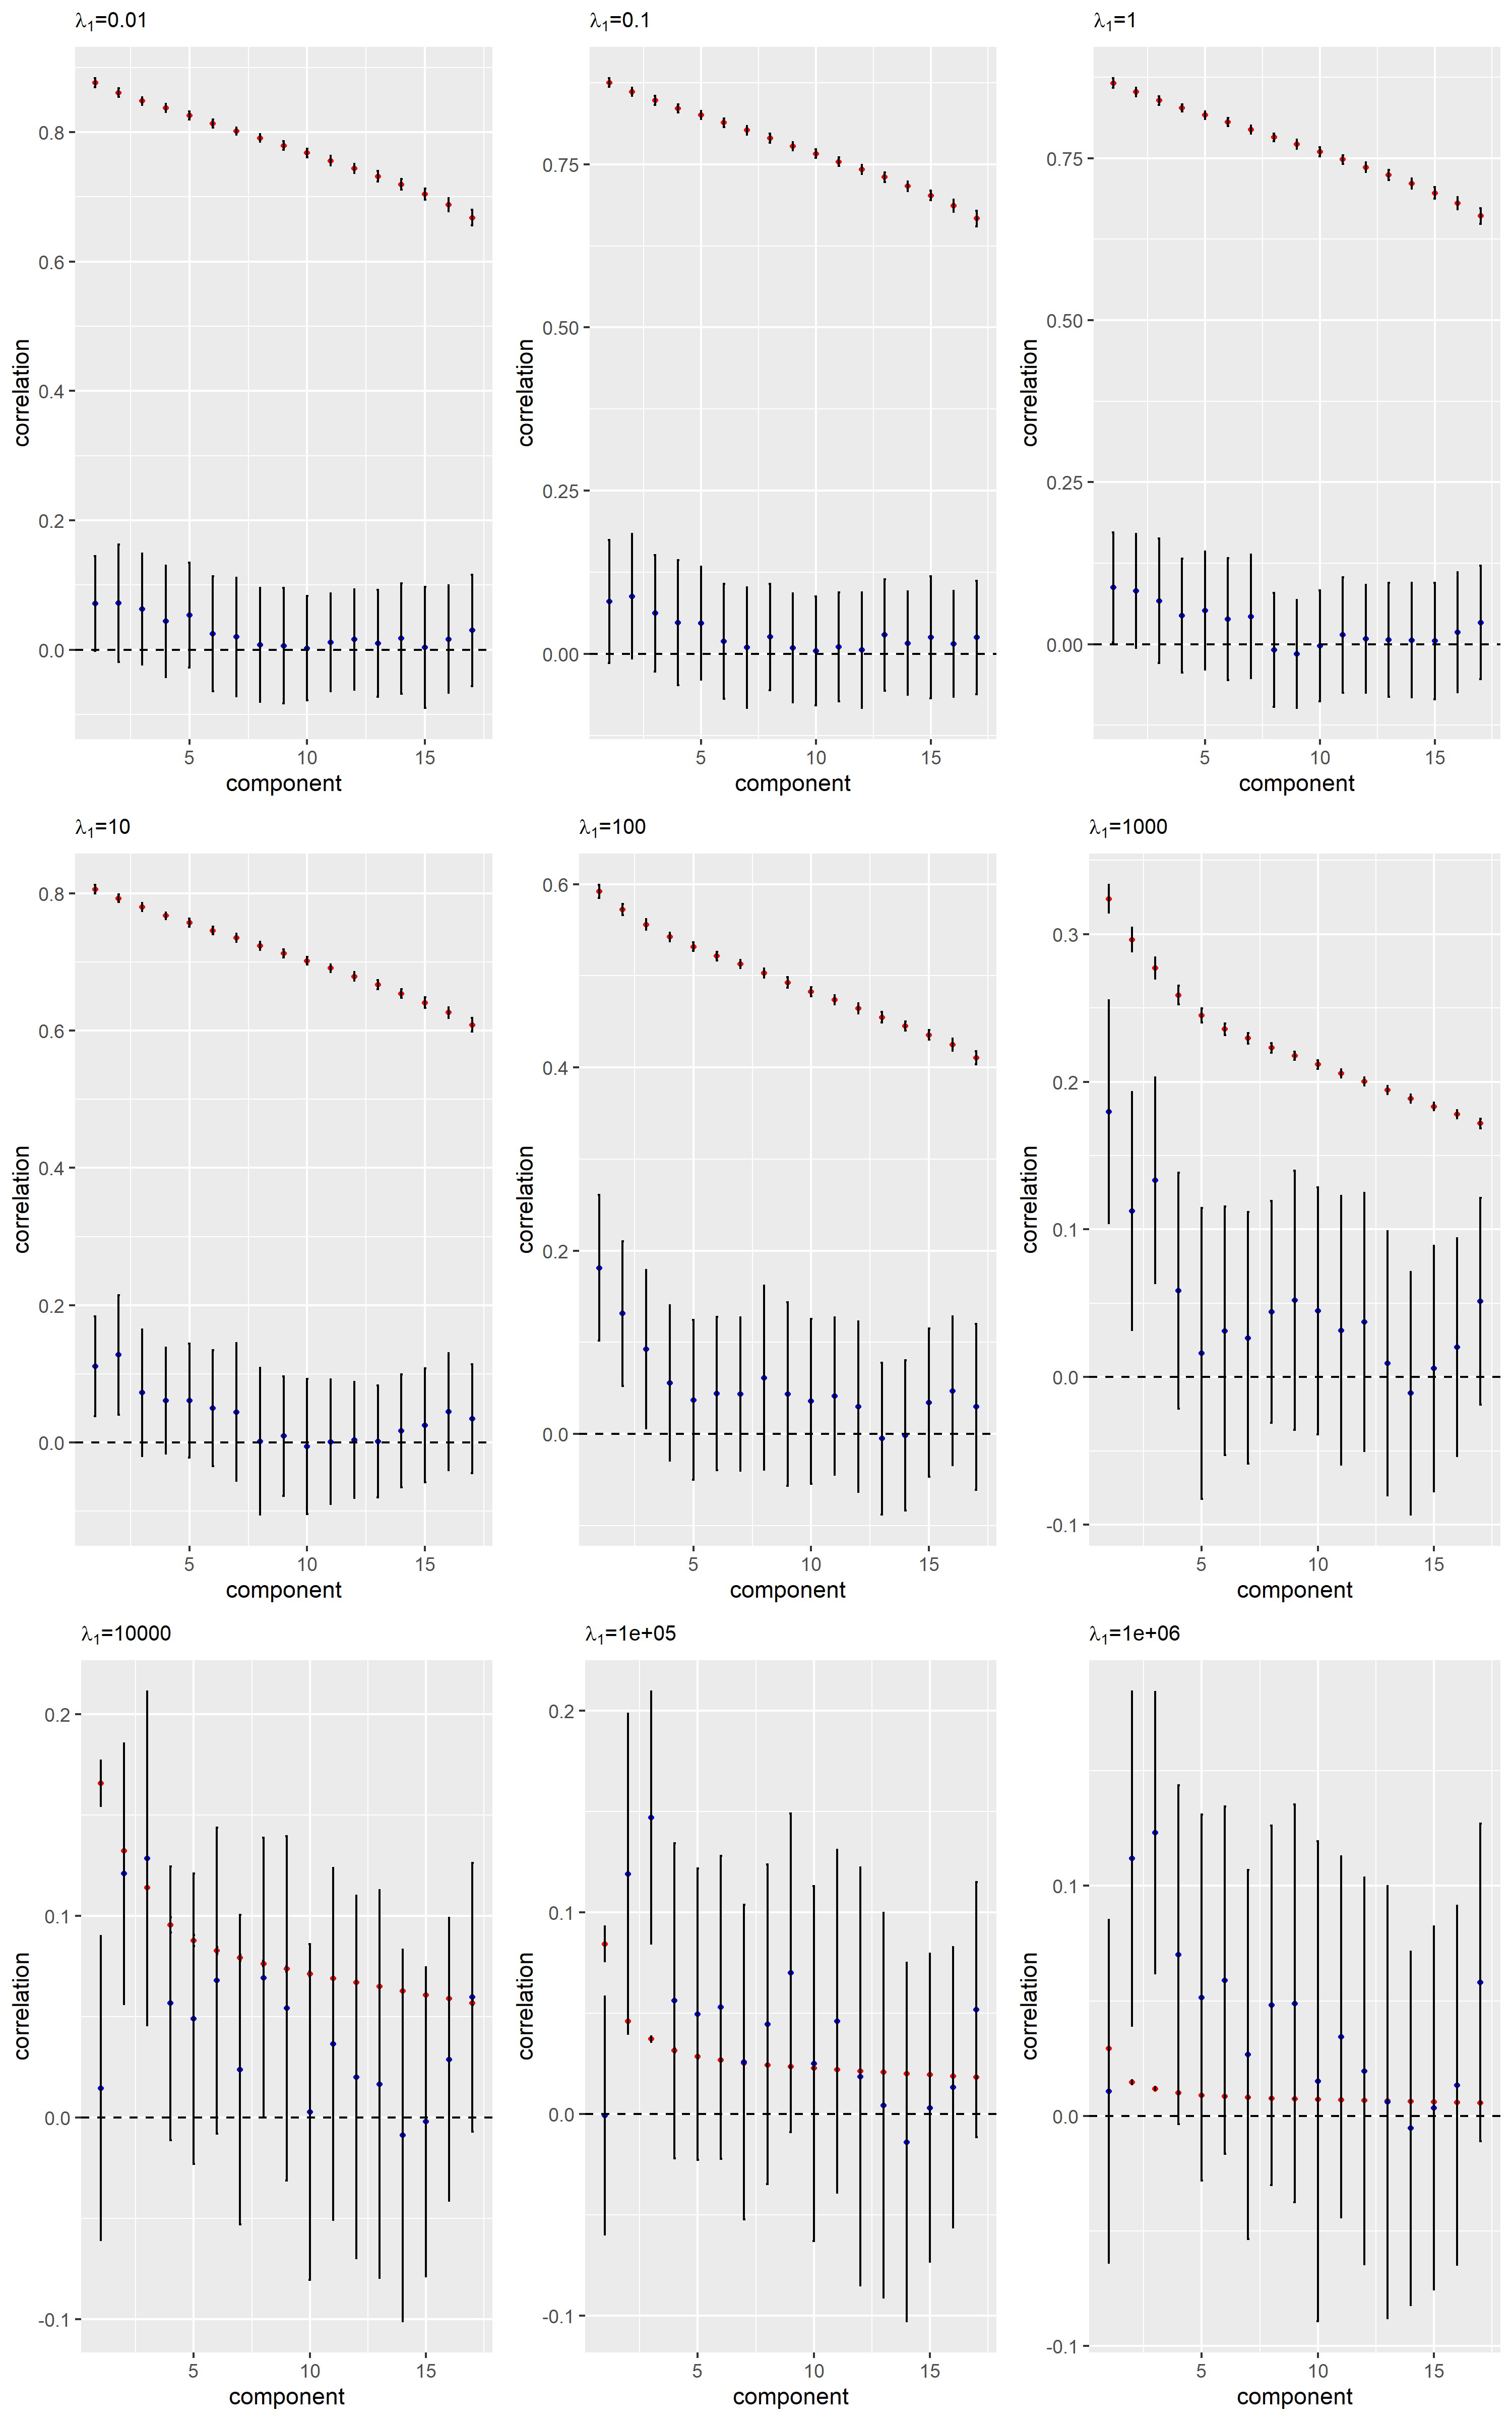 λ₁=0.01
λ₁=0.1
λ₁=1
correlation
0.8
0.6
0.4
0.2
0.0
5
10
15
component
correlation
0.75
0.50
0.25
0.00
5
10
15
component
correlation
0.75
0.50
0.25
0.00
5
10
15
component
λ₁=10
λ₁=100
λ₁=1000
correlation
0.8
0.6
0.4
0.2
0.0
5
10
15
component
correlation
0.6
0.4
0.2
0.0
5
10
15
component
correlation
0.3
0.2
0.1
0.0
-0.1
5
10
15
component
λ₁=10000
λ₁=1e+05
λ₁=1e+06
correlation
0.2
0.1
0.0
-0.1
5
10
15
component
correlation
0.2
0.1
0.0
-0.1
5
10
15
component
correlation
0.1
0.0
-0.1
5
10
15
component